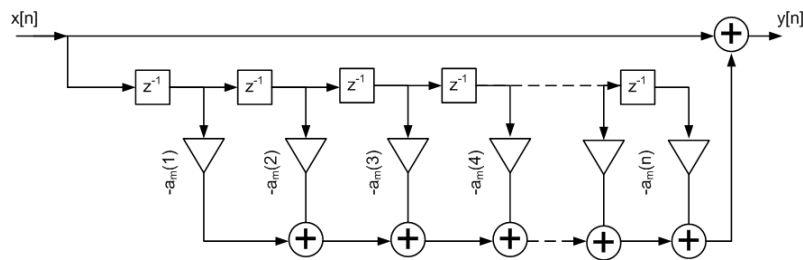 x[n] y[n]
z⁻¹ z⁻¹ z⁻¹ z⁻¹ z⁻¹
-aₘ(1) -aₘ(2) -aₘ(3) -aₘ(4) -aₘ(n)